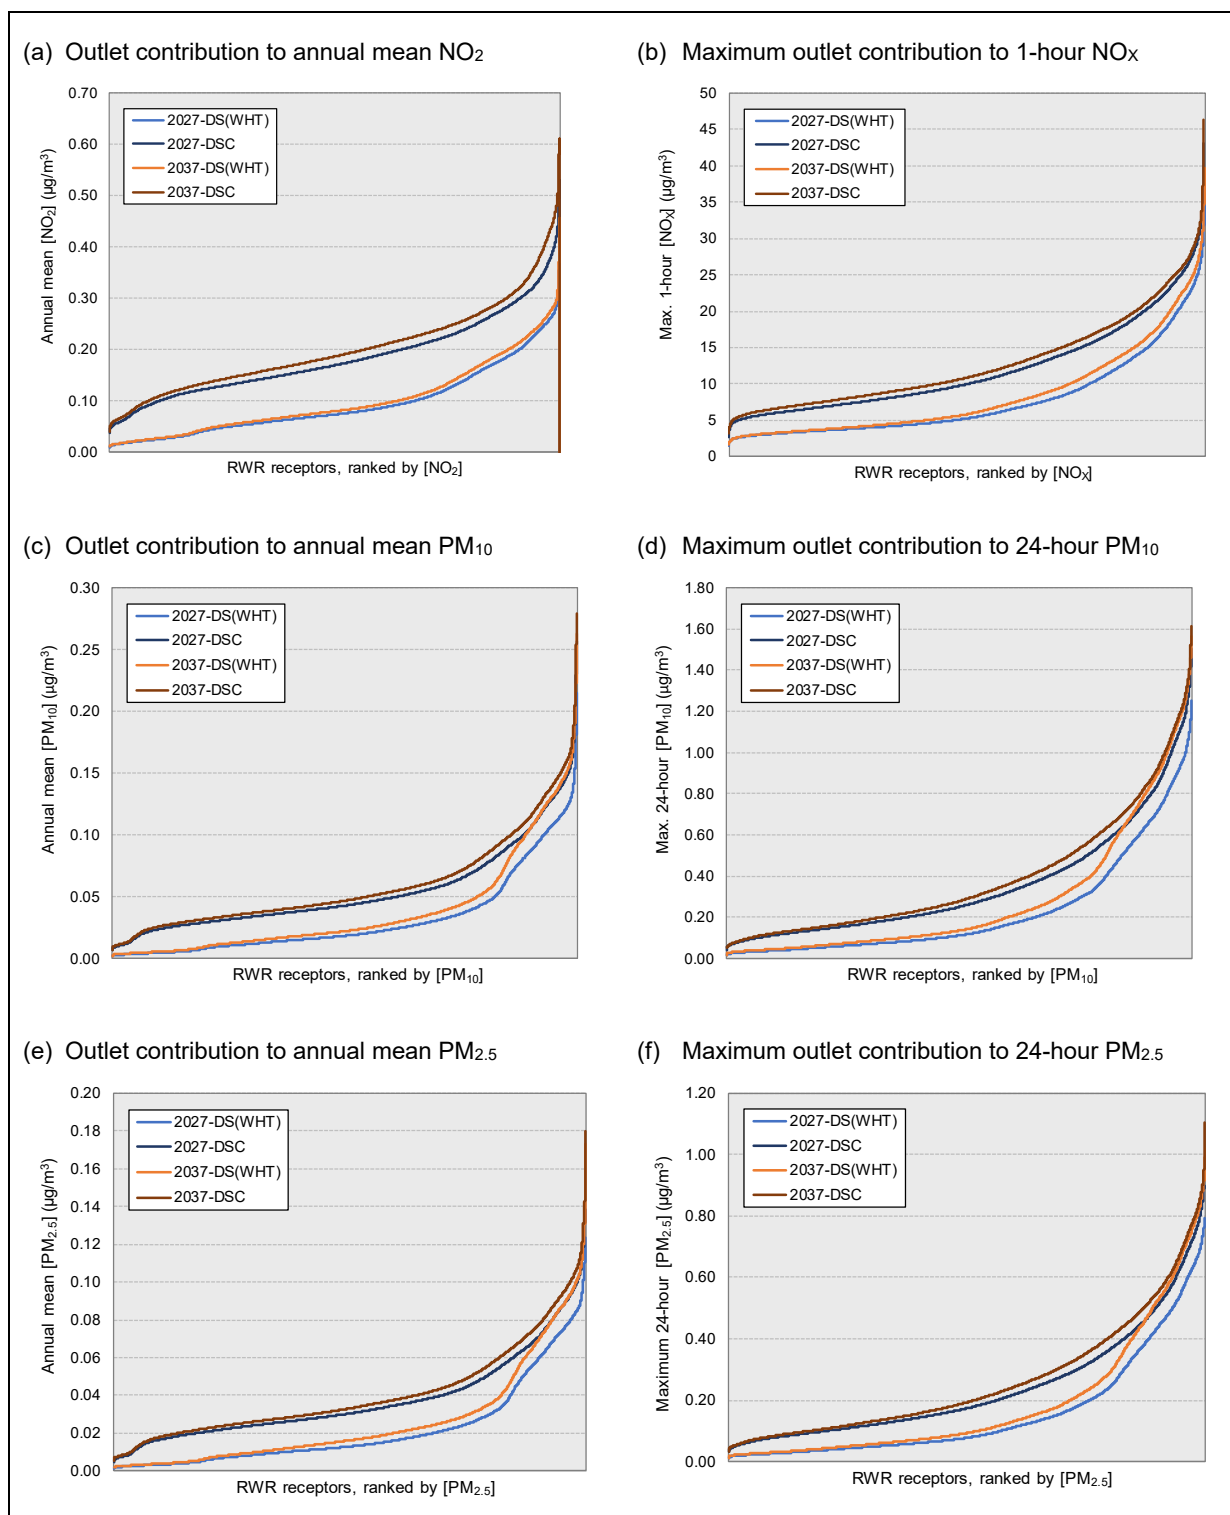 (a) Outlet contribution to annual mean NO₂
0.70
0.60
0.50
0.40
0.30
0.20
0.10
0.00
Annual mean [NO₂] (µg/m³)
2027-DS(WHT)
2027-DSC
2037-DS(WHT)
2037-DSC
RWR receptors, ranked by [NO₂]
(b) Maximum outlet contribution to 1-hour NOₓ
50
45
40
35
30
25
20
15
10
5
0
Max. 1-hour [NOₓ] (µg/m³)
2027-DS(WHT)
2027-DSC
2037-DS(WHT)
2037-DSC
RWR receptors, ranked by [NOₓ]
(c) Outlet contribution to annual mean PM₁₀
0.30
0.25
0.20
0.15
0.10
0.05
0.00
Annual mean [PM₁₀] (µg/m³)
2027-DS(WHT)
2027-DSC
2037-DS(WHT)
2037-DSC
RWR receptors, ranked by [PM₁₀]
(d) Maximum outlet contribution to 24-hour PM₁₀
1.80
1.60
1.40
1.20
1.00
0.80
0.60
0.40
0.20
0.00
Max. 24-hour [PM₁₀] (µg/m³)
2027-DS(WHT)
2027-DSC
2037-DS(WHT)
2037-DSC
RWR receptors, ranked by [PM₁₀]
(e) Outlet contribution to annual mean PM₂.₅
0.20
0.18
0.16
0.14
0.12
0.10
0.08
0.06
0.04
0.02
0.00
Annual mean [PM₂.₅] (µg/m³)
2027-DS(WHT)
2027-DSC
2037-DS(WHT)
2037-DSC
RWR receptors, ranked by [PM₂.₅]
(f) Maximum outlet contribution to 24-hour PM₂.₅
1.20
1.00
0.80
0.60
0.40
0.20
0.00
Maximum 24-hour [PM₂.₅] (µg/m³)
2027-DS(WHT)
2027-DSC
2037-DS(WHT)
2037-DSC
RWR receptors, ranked by [PM₂.₅]